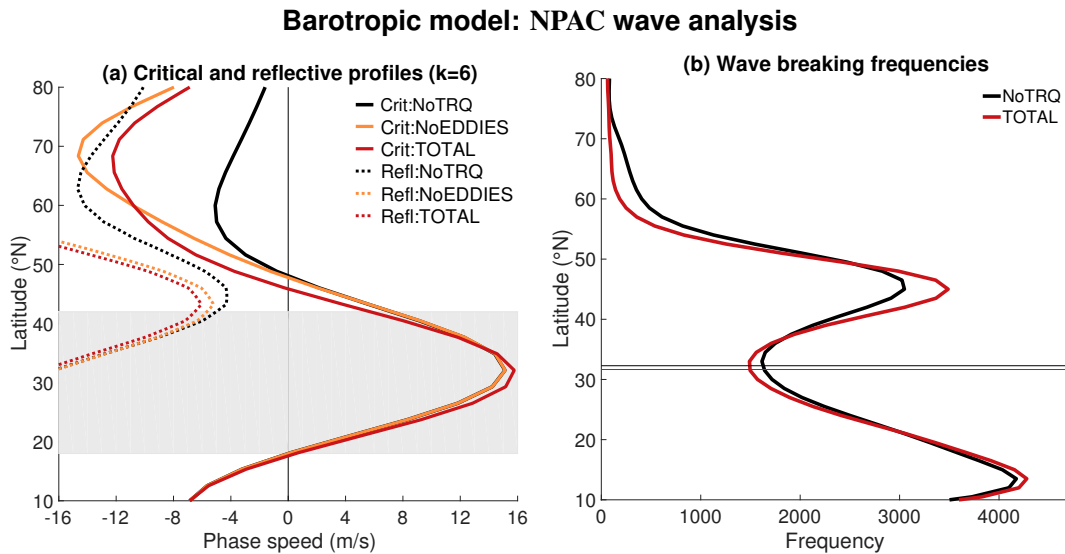 Barotropic model: NPAC wave analysis
(a) Critical and reflective profiles (k=6)
80
70
60
50
40
30
20
10
Latitude (°N)
-16 -12 -8 -4 0 4 8 12 16
Phase speed (m/s)
Crit:NoTRQ
Crit:NoEDDIES
Crit:TOTAL
Refl:NoTRQ
Refl:NoEDDIES
Refl:TOTAL
(b) Wave breaking frequencies
80
70
60
50
40
30
20
10
Latitude (°N)
0 1000 2000 3000 4000
Frequency
NoTRQ
TOTAL